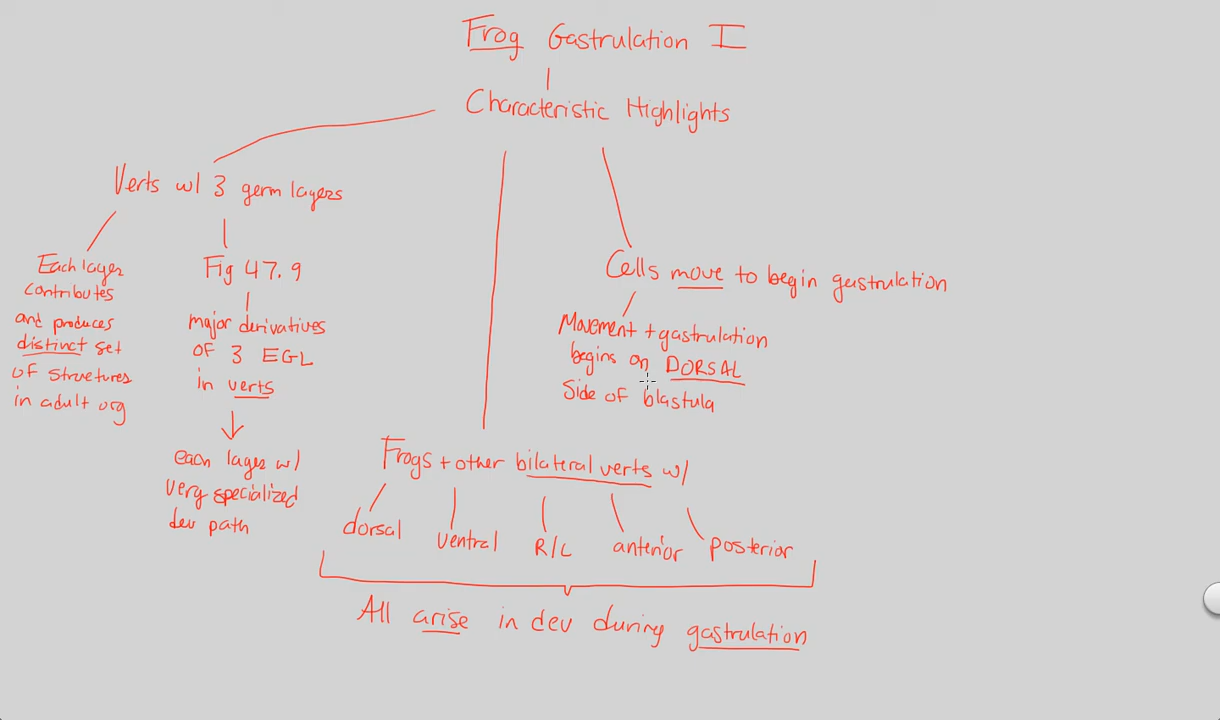 Frog Gastrulation I
Characteristic Highlights
Verts w/ 3 germ layers
Each layer
contributes
and produces
distinct set
of structures
in adult org
Fig 47.9
major derivatives
of 3 EGL
in verts
each layer w/
very specialized
dev path
Cells move to begin gastrulation
Movement + gastrulation
begins on DORSAL
Side of blastula
Frogs + other bilateral verts w/
dorsal ventral R/L anterior posterior
All arise in dev during gastrulation